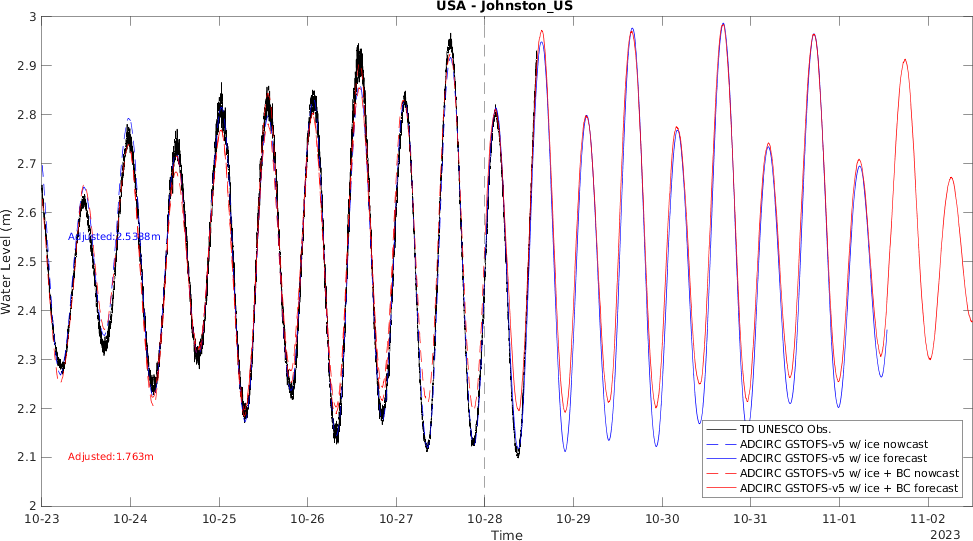 USA - Johnston_US
3
2.9
2.8
2.7
2.6
2.5
2.4
2.3
2.2
2.1
2
Water Level (m)
Adjusted:2.5338m
Adjusted:1.763m
TD UNESCO Obs.
ADCIRC GSTOFS-v5 w/ ice nowcast
ADCIRC GSTOFS-v5 w/ ice forecast
ADCIRC GSTOFS-v5 w/ ice + BC nowcast
ADCIRC GSTOFS-v5 w/ ice + BC forecast
10-23 10-24 10-25 10-26 10-27 10-28 10-29 10-30 10-31 11-01 11-02
Time
2023